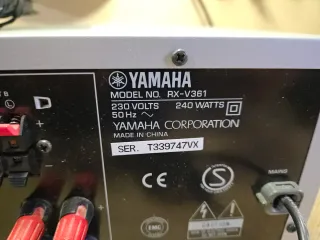 YAMAHA
MODEL NO. RX-V361
230 VOLTS 240 WATTS
50Hz
YAMAHA CORPORATION
MADE IN CHINA
SER. T339747VX
MAINS
CE
S